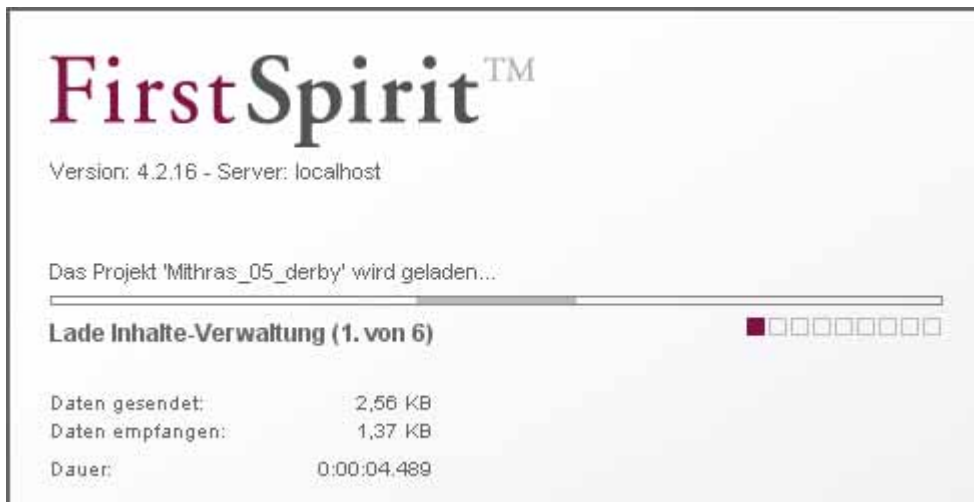 FirstSpirit™
Version: 4.2.16 - Server: localhost
Das Projekt 'Mithras_05_derby' wird geladen...
Lade Inhalte-Verwaltung (1. von 6)
Daten gesendet: 2,56 KB
Daten empfangen: 1,37 KB
Dauer: 0:00:04.489